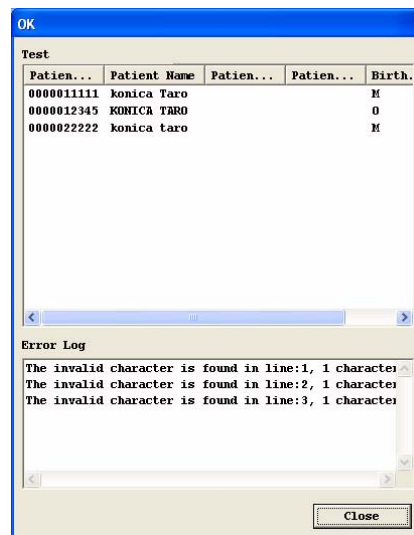 OK
Test
Patien... Patient Name Patien... Patien... Birth.
0000011111 konica Taro M
0000012345 KONICA TARO O
0000022222 konica taro M
Error Log
The invalid character is found in line:1, 1 character
The invalid character is found in line:2, 1 character
The invalid character is found in line:3, 1 character
Close